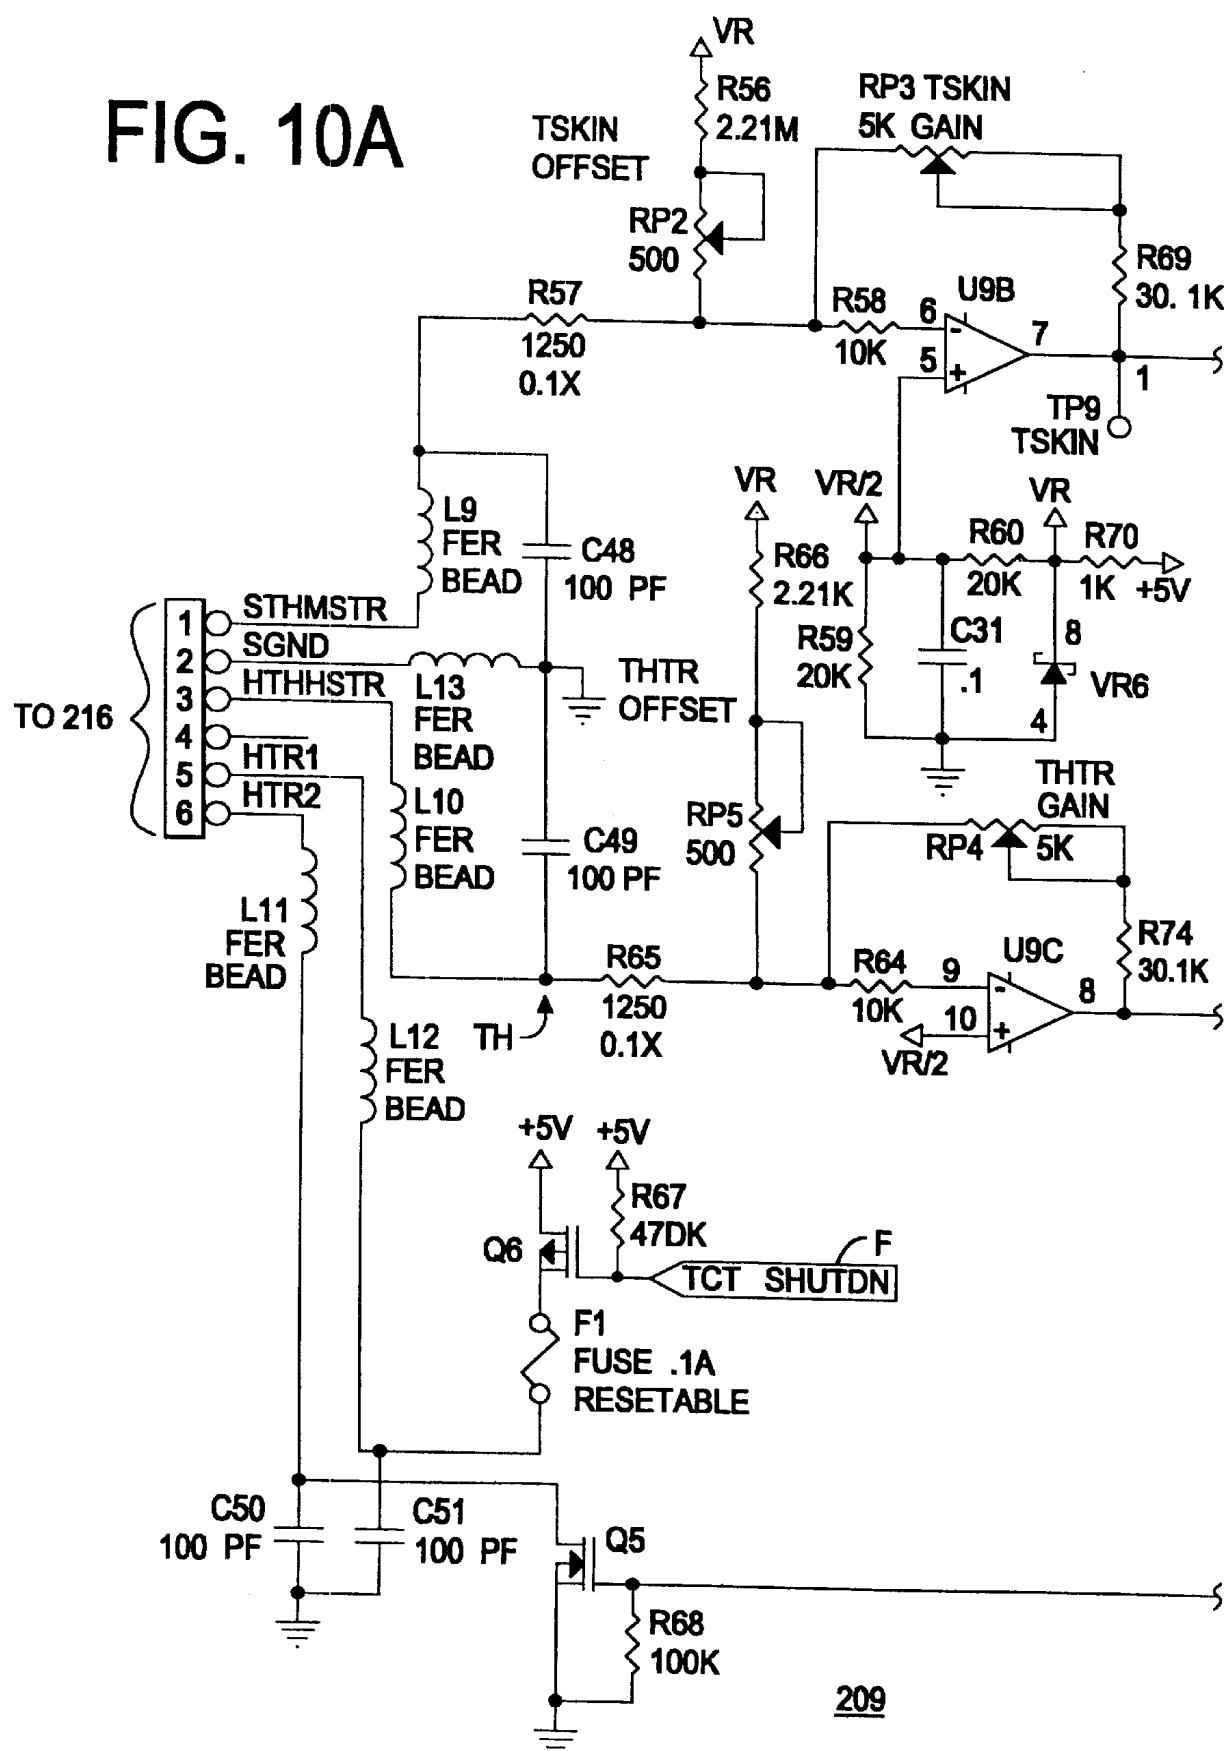 FIG. 10A
VR
R56
2.21M
TSKIN
OFFSET
RP2
500
RP3 TSKIN
5K GAIN
R69
30. 1K
R57
1250
0.1X
R58
10K
6
5
-
+
U9B
7
1
TP9
TSKIN
L9
FER
BEAD
C48
100 PF
VR
R66
2.21K
VR/2
VR
R60
20K
R70
1K
+5V
R59
20K
C31
.1
8
4
VR6
TO 216
1
2
3
4
5
6
STHMSTR
SGND
HTHHSTR
HTR1
HTR2
L13
FER
BEAD
THTR
OFFSET
L10
FER
BEAD
C49
100 PF
RP5
500
THTR
GAIN
RP4
5K
L11
FER
BEAD
R65
1250
0.1X
TH
R64
10K
9
10
-
+
VR/2
U9C
8
R74
30.1K
L12
FER
BEAD
+5V
+5V
R67
47DK
Q6
F
TCT SHUTDN
F1
FUSE .1A
RESETABLE
C50
100 PF
C51
100 PF
Q5
R68
100K
209